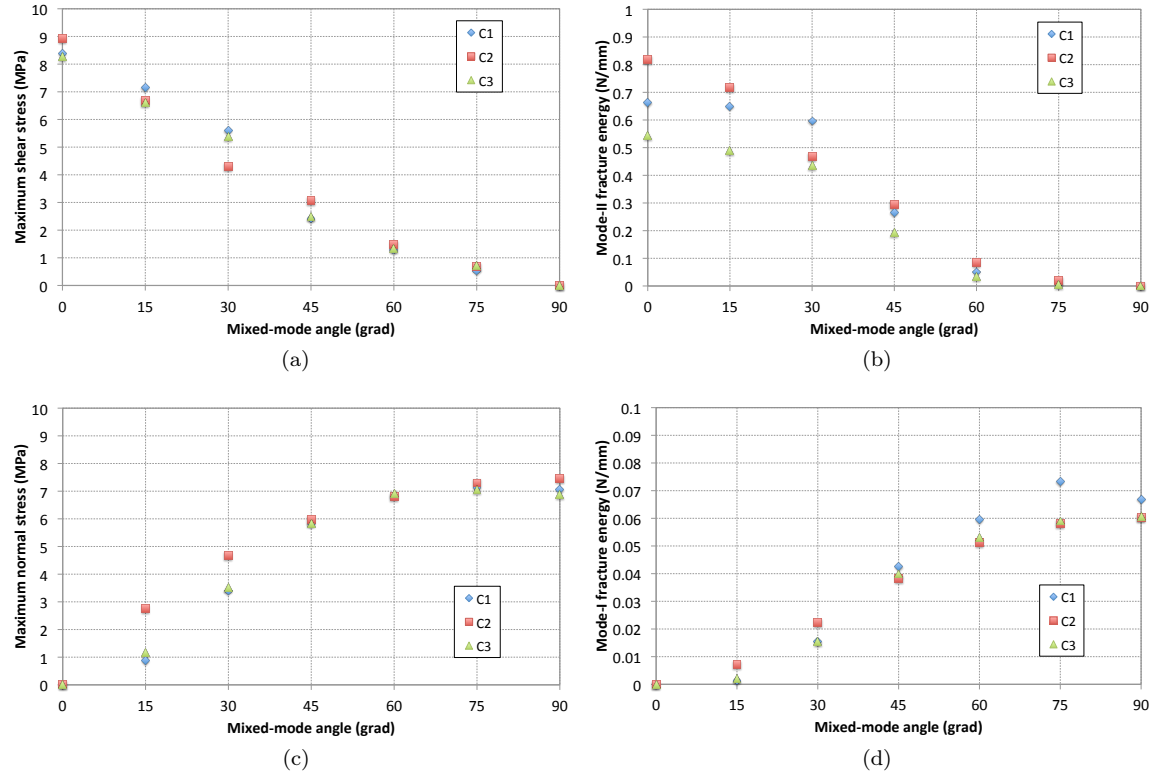 Maximum shear stress (MPa)
10
9
8
7
6
5
4
3
2
1
0
0 15 30 45 60 75 90
Mixed-mode angle (grad)
C1
C2
C3
(a)
Mode-II fracture energy (N/mm)
1
0.9
0.8
0.7
0.6
0.5
0.4
0.3
0.2
0.1
0
0 15 30 45 60 75 90
Mixed-mode angle (grad)
C1
C2
C3
(b)
Maximum normal stress (MPa)
10
9
8
7
6
5
4
3
2
1
0
0 15 30 45 60 75 90
Mixed-mode angle (grad)
C1
C2
C3
(c)
Mode-I fracture energy (N/mm)
0.1
0.09
0.08
0.07
0.06
0.05
0.04
0.03
0.02
0.01
0
0 15 30 45 60 75 90
Mixed-mode angle (grad)
C1
C2
C3
(d)